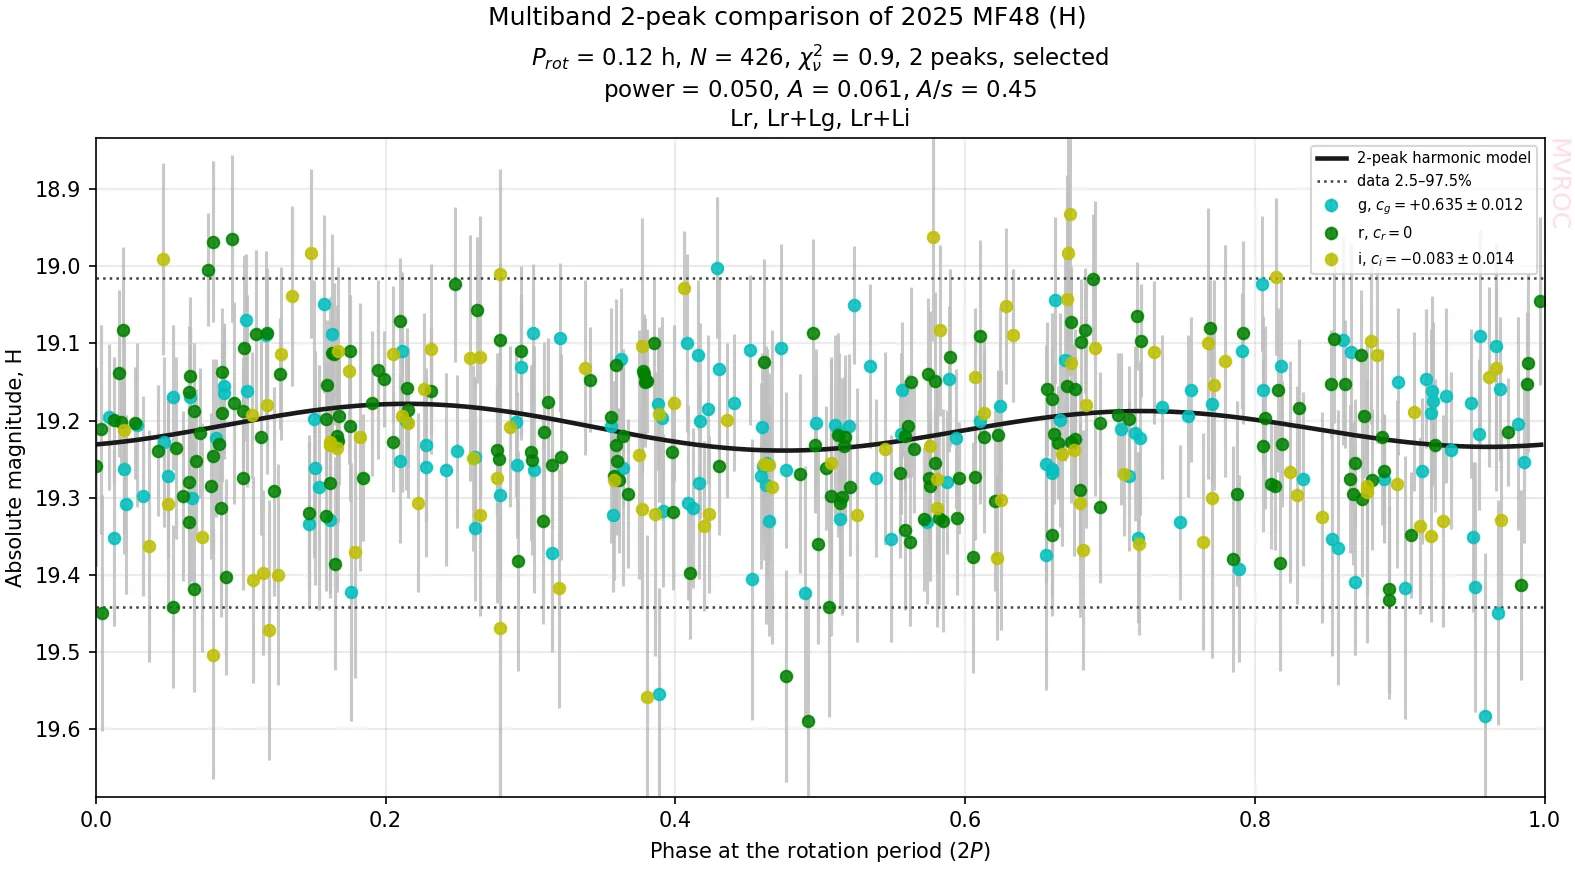 Multiband 2-peak comparison of 2025 MF48 (H)
P_rot = 0.12 h, N = 426, χ²_ν = 0.9, 2 peaks, selected
power = 0.050, A = 0.061, A/s = 0.45
Lr, Lr+Lg, Lr+Li
MVROC
2-peak harmonic model
data 2.5–97.5%
g, c_g = +0.635 ± 0.012
r, c_r = 0
i, c_i = −0.083 ± 0.014
Absolute magnitude, H
18.9
19.0
19.1
19.2
19.3
19.4
19.5
19.6
0.0 0.2 0.4 0.6 0.8 1.0
Phase at the rotation period (2P)